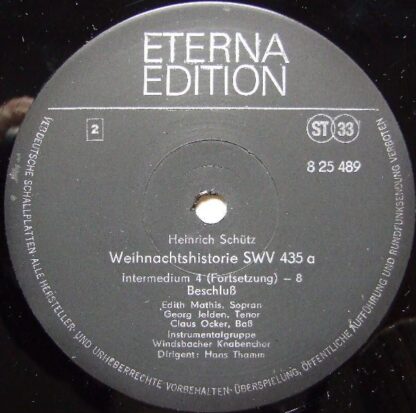 ETERNA
EDITION
2
ST 33
8 25 489
Heinrich Schütz
Weihnachtshistorie SWV 435 a
Intermedium 4 (Fortsetzung) – 8
Beschluß
Edith Mathis, Sopran
Georg Jelden, Tenor
Claus Ocker, Baß
Instrumentalgruppe
Windsbacher Knabenchor
Dirigent: Hans Thamm
VEB DEUTSCHE SCHALLPLATTEN · ALLE HERSTELLER- UND URHEBERRECHTE VORBEHALTEN · ÜBERSPIELUNG, ÖFFENTLICHE AUFFÜHRUNG UND RUNDFUNKSENDUNG VERBOTEN